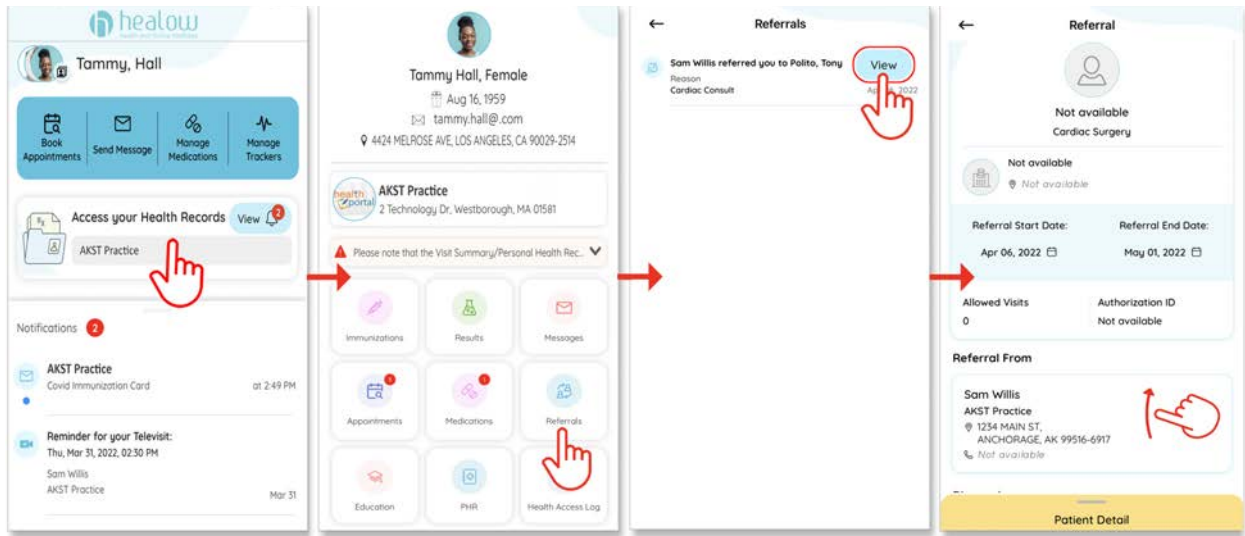 healow
Tammy, Hall
Book
Appointments
Send Message
Manage
Medications
Manage
Trackers
Access your Health Records
View
2
AKST Practice
Notifications
2
AKST Practice
Covid Immunization Card
at 2:49 PM
Reminder for your Televisit:
Thu, Mar 31, 2022, 02:30 PM
Sam Willis
AKST Practice
Mar 31
Tammy Hall, Female
Aug 16, 1959
tammy.hall@.com
4424 MELROSE AVE, LOS ANGELES, CA 90029-2514
health
portal
AKST Practice
2 Technology Dr, Westborough, MA 01581
Please note that the Visit Summary/Personal Health Rec...
Immunizations
Results
Messages
1
Appointments
1
Medications
Referrals
Education
PHR
Health Access Log
Referrals
Sam Willis referred you to Polito, Tony
View
Reason
Cardiac Consult
2022
Referral
Not available
Cardiac Surgery
Not available
Not available
Referral Start Date:
Referral End Date:
Apr 06, 2022
May 01, 2022
Allowed Visits
Authorization ID
0
Not available
Referral From
Sam Willis
AKST Practice
1234 MAIN ST,
ANCHORAGE, AK 99516-6917
Not available
Patient Detail